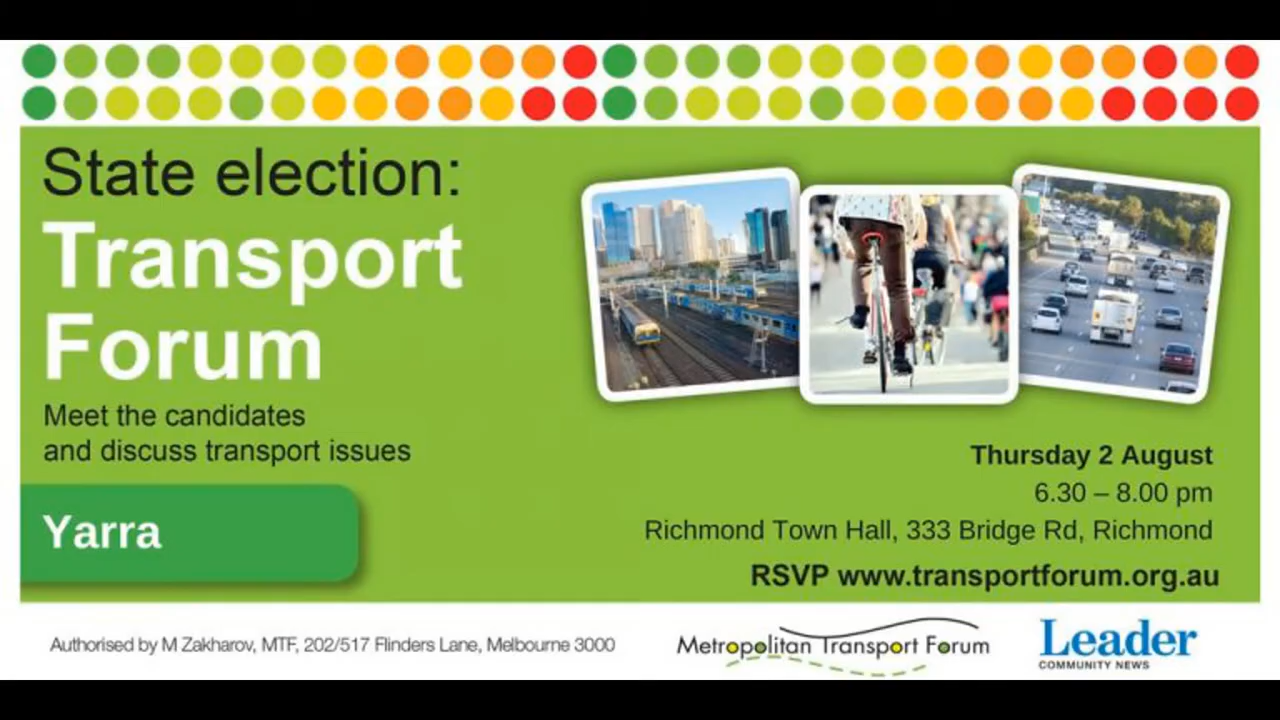 State election:
Transport
Forum
Meet the candidates
and discuss transport issues
Yarra
Thursday 2 August
6.30 – 8.00 pm
Richmond Town Hall, 333 Bridge Rd, Richmond
RSVP www.transportforum.org.au
Authorised by M Zakharov, MTF, 202/517 Flinders Lane, Melbourne 3000
Metropolitan Transport Forum
Leader
COMMUNITY NEWS